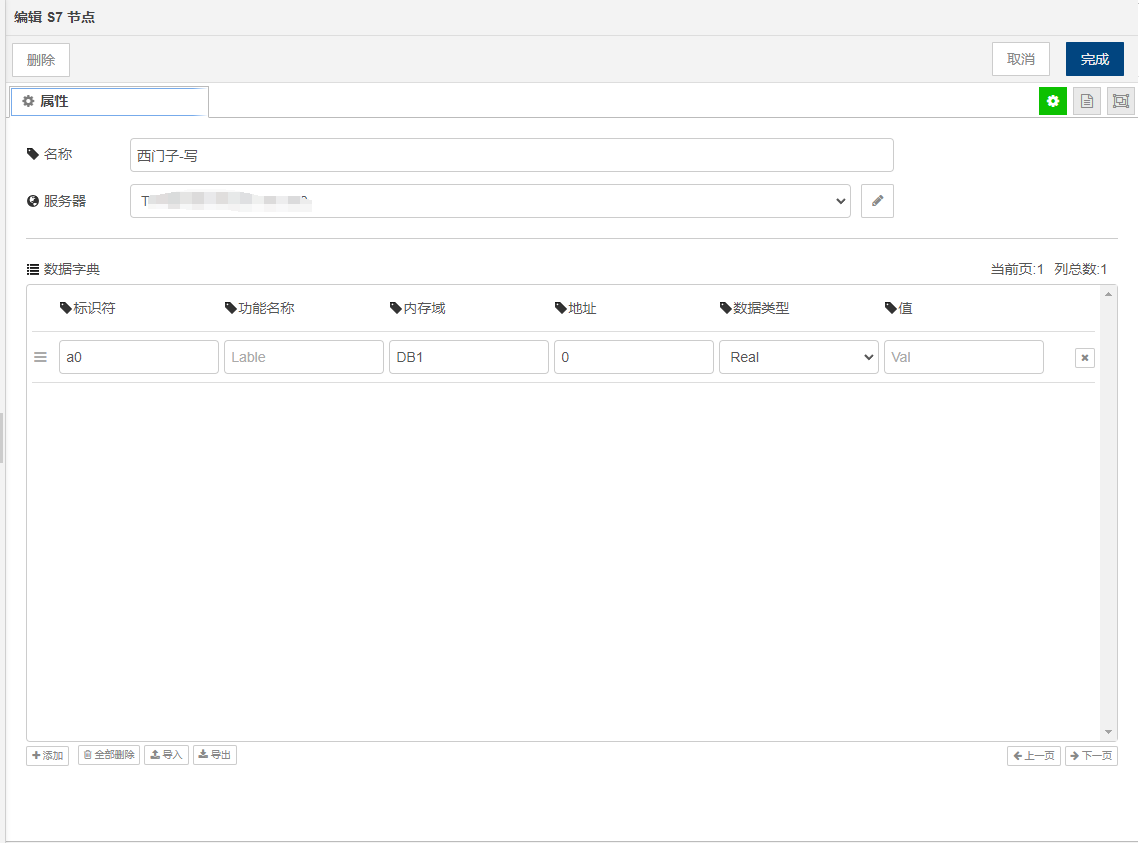 编辑 S7 节点
删除
取消
完成
属性
名称
西门子-写
服务器
T
数据字典
当前页:1 列总数:1
标识符 功能名称 内存域 地址 数据类型 值
a0 Lable DB1 0 Real Val
添加 全部删除 导入 导出
上一页 下一页